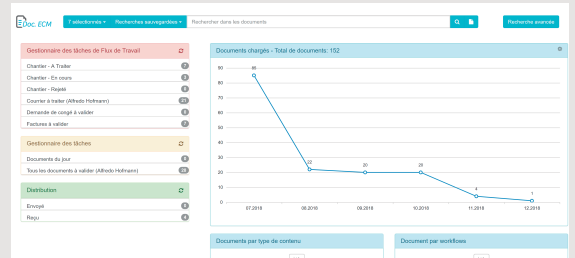 Doc. ECM
7 sélectionnés
Recherches sauvegardées
Rechercher dans les documents
Recherche avancée
Gestionnaire des tâches de Flux de Travail
Chantier - A Traiter
Chantier - En cours
Chantier - Rejeté
Courrier à traiter (Alfredo Hofmann) 21
Demande de congé à valider
Factures à valider
Gestionnaire des tâches
Documents du jour
Tous les documents à valider (Alfredo Hofmann)
Distribution
Envoyé
Reçu
Documents chargés - Total de documents: 152
90
80
70
60
50
40
30
20
10
0
85
22
20
20
4
1
07.2018
08.2018
09.2018
10.2018
11.2018
12.2018
Documents par type de contenu
Document par workflows